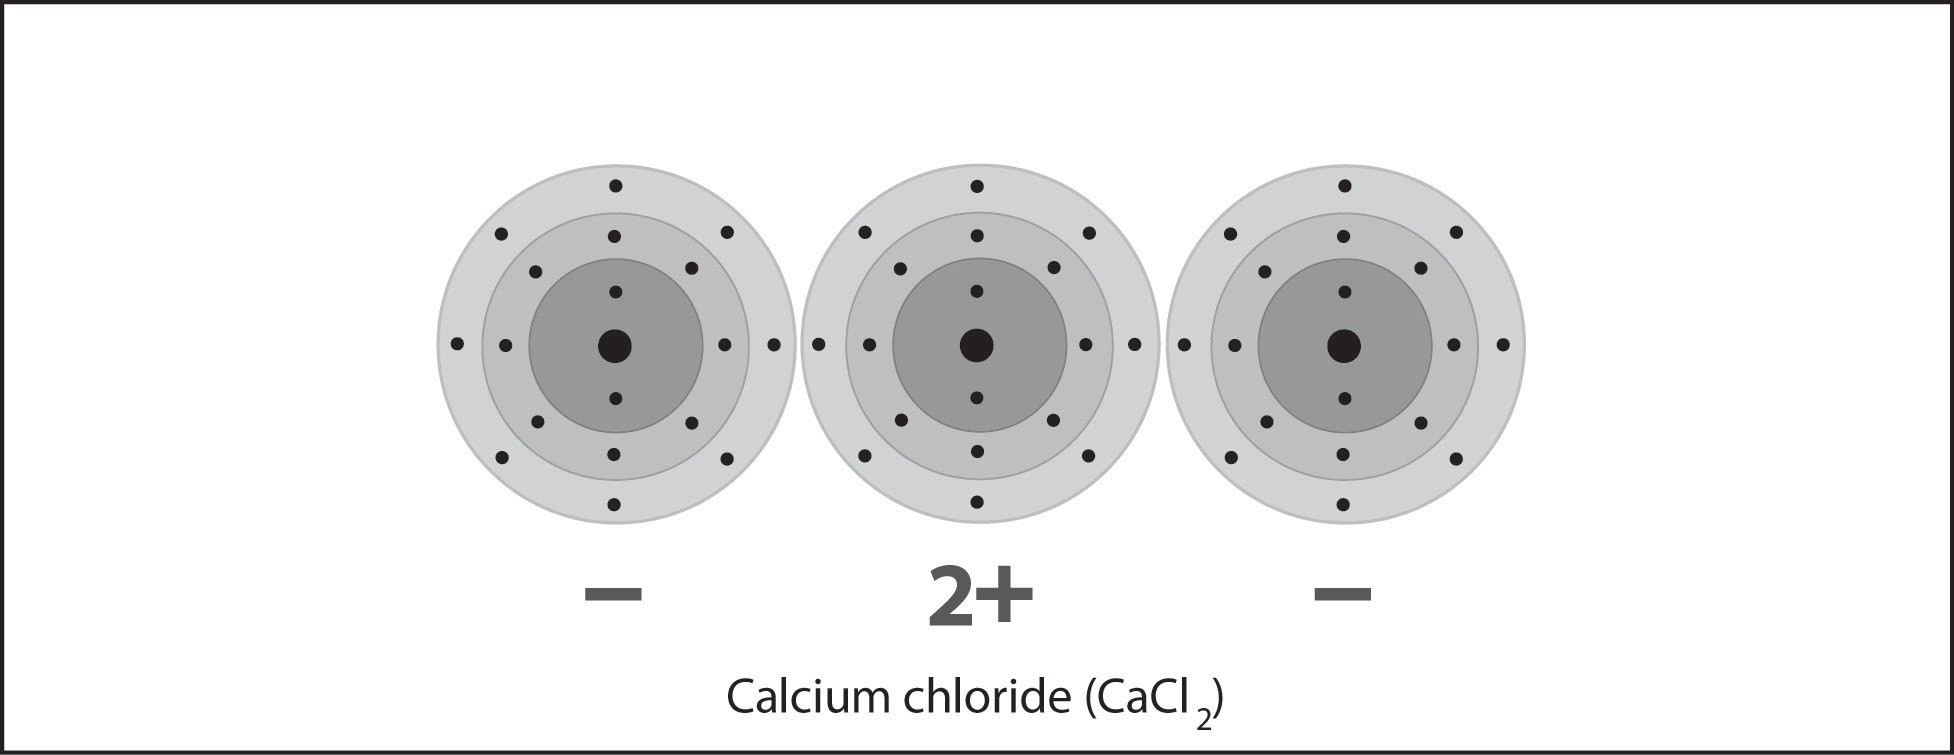 − 2+ −
Calcium chloride (CaCl₂)